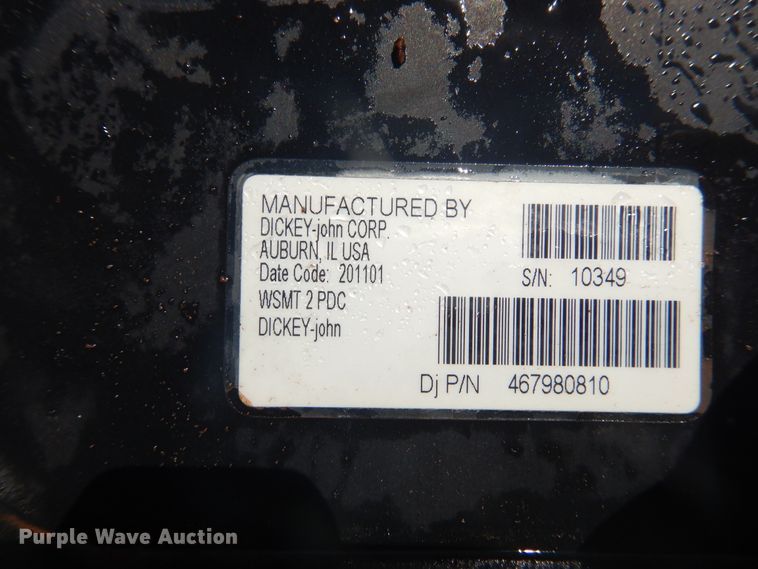 MANUFACTURED BY
DICKEY-john CORP.
AUBURN, IL USA
Date Code: 201101
WSMT 2 PDC
DICKEY-john
S/N: 10349
Dj P/N 467980810
Purple Wave Auction®